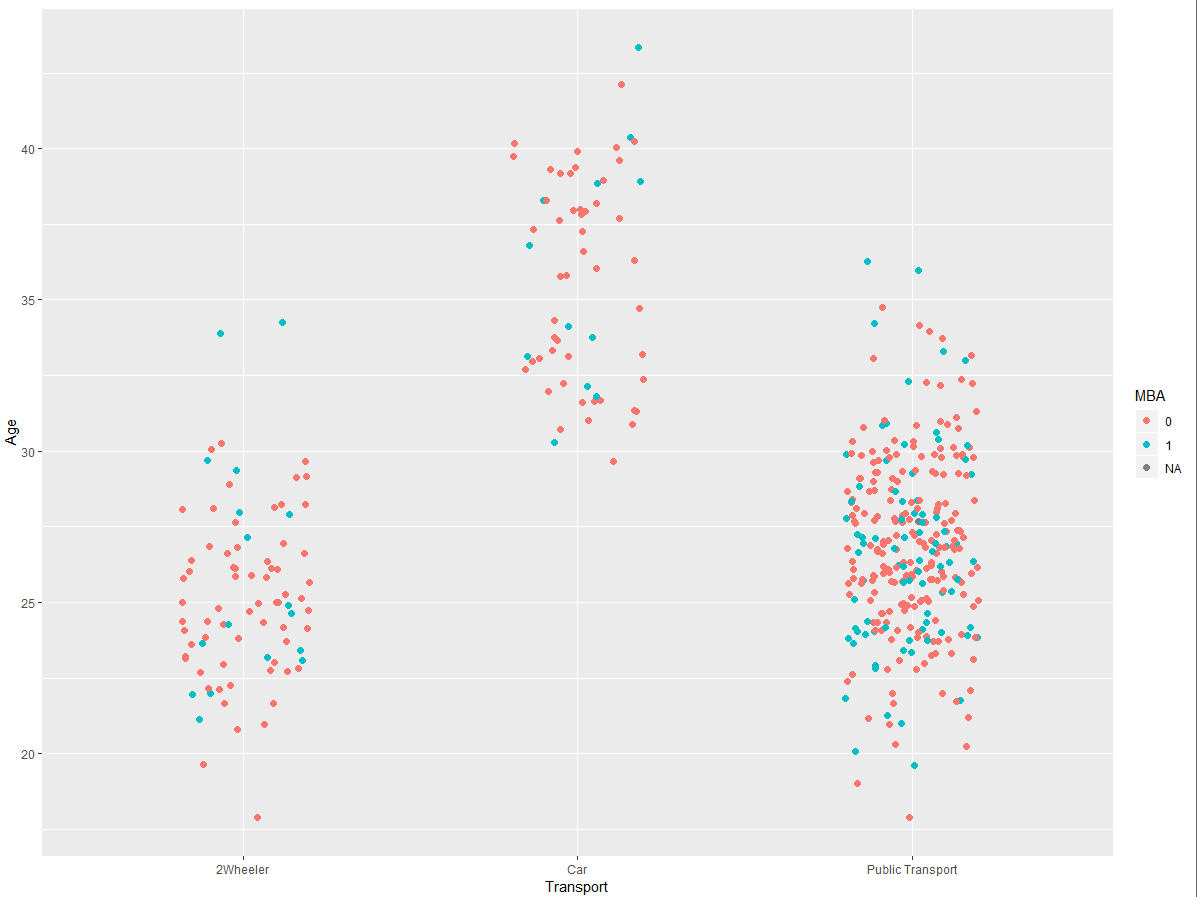 40
35
30
25
20
Age
2Wheeler
Car
Public Transport
Transport
MBA
0
1
NA